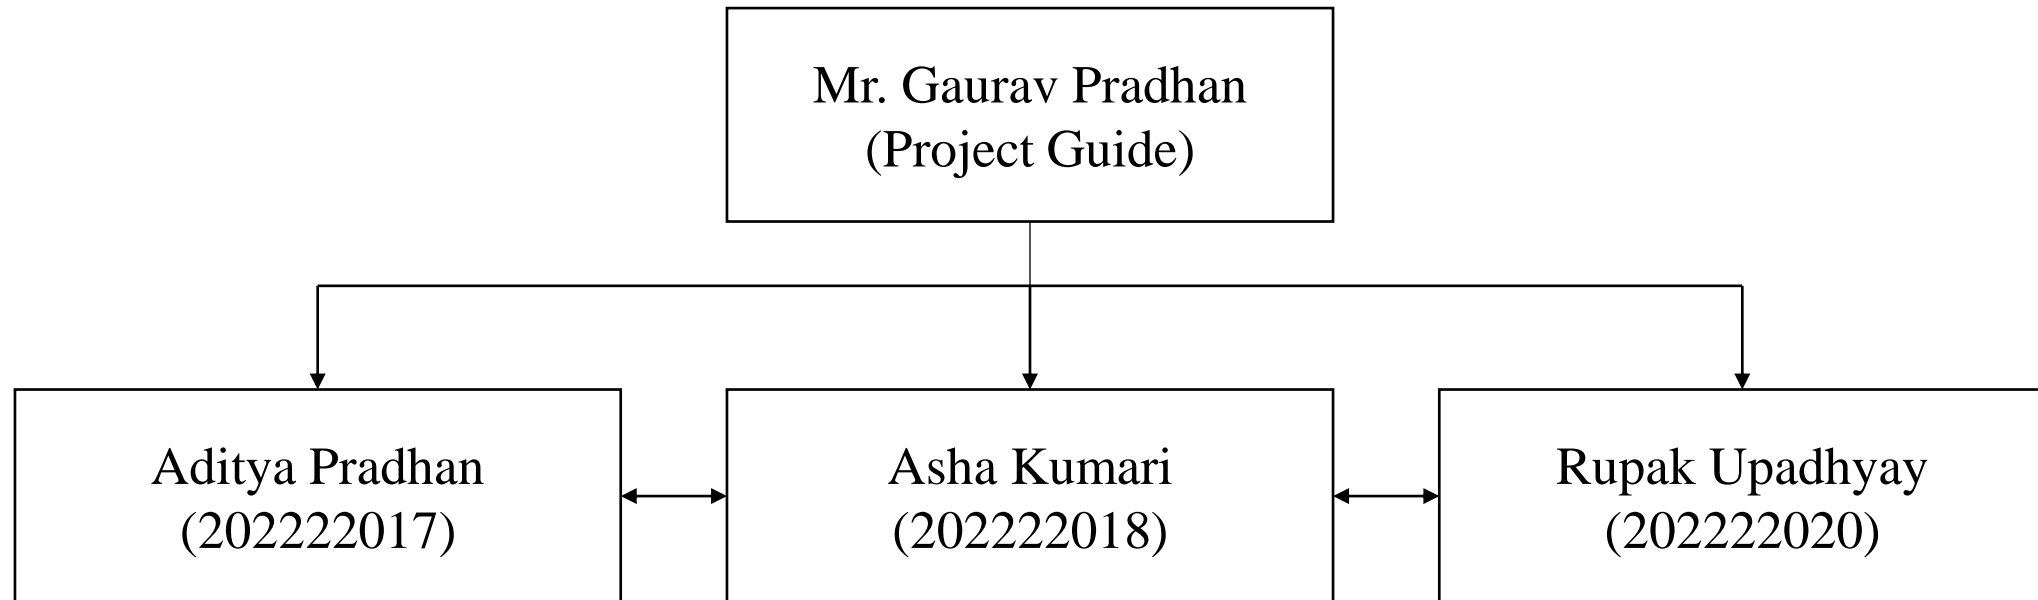 Mr. Gaurav Pradhan
(Project Guide)
Aditya Pradhan
(202222017)
Asha Kumari
(202222018)
Rupak Upadhyay
(202222020)